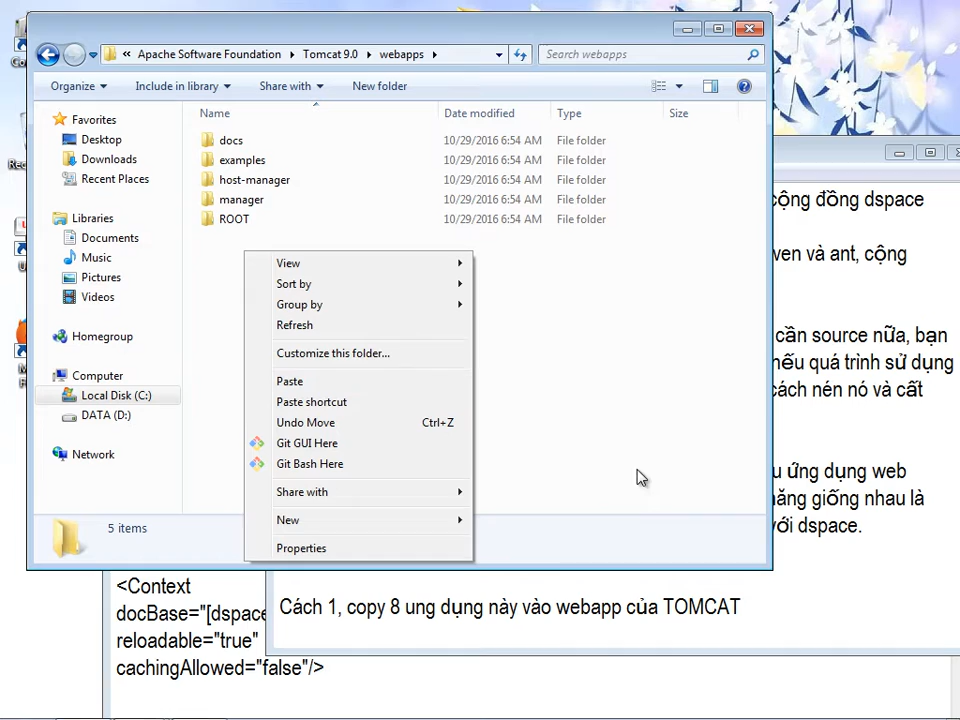 « Apache Software Foundation Tomcat 9.0 webapps
Search webapps
Organize Include in library Share with New folder
Name Date modified Type Size
Favorites
Desktop
Downloads
Recent Places
Libraries
Documents
Music
Pictures
Videos
Homegroup
Computer
Local Disk (C:)
DATA (D:)
Network
docs 10/29/2016 6:54 AM File folder
examples 10/29/2016 6:54 AM File folder
host-manager 10/29/2016 6:54 AM File folder
manager 10/29/2016 6:54 AM File folder
ROOT 10/29/2016 6:54 AM File folder
View
Sort by
Group by
Refresh
Customize this folder...
Paste
Paste shortcut
Undo Move Ctrl+Z
Git GUI Here
Git Bash Here
Share with
New
Properties
5 items
cộng đồng dspace
và ant, cộng
cần source nữa, bạn
nếu quá trình sử dụng
cách nén nó và cất
ứng dụng web
giống nhau là
với dspace.
Cách 1, copy 8 ung dụng này vào webapp của TOMCAT
<Context
docBase="[dspace
reloadable="true"
cachingAllowed="false"/>